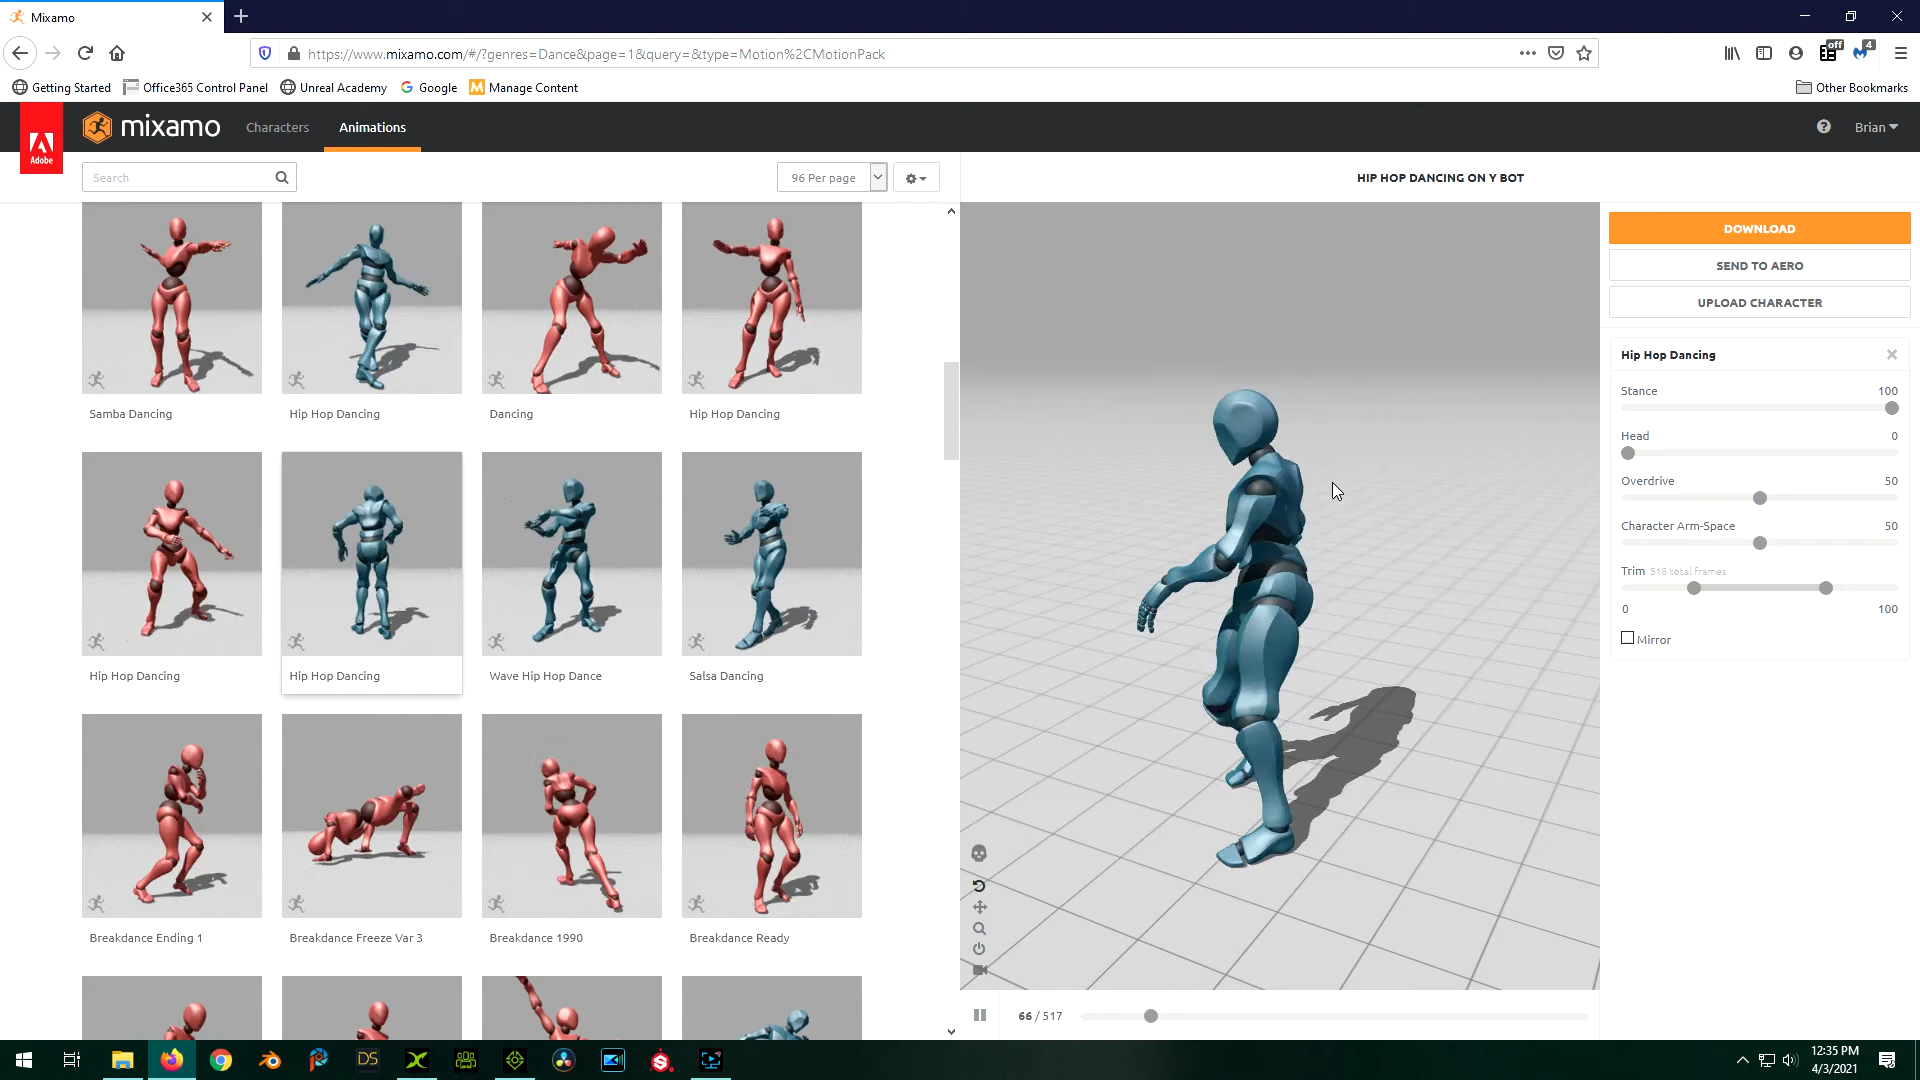 Mixamo
https://www.mixamo.com/#/?genres=Dance&page=1&query=&type=Motion%2CMotionPack
off
4
Getting Started
Office365 Control Panel
Unreal Academy
Google
Manage Content
Other Bookmarks
Adobe
mixamo
Characters
Animations
Brian
Search
96 Per page
HIP HOP DANCING ON Y BOT
Samba Dancing
Hip Hop Dancing
Dancing
Hip Hop Dancing
Hip Hop Dancing
Hip Hop Dancing
Wave Hip Hop Dance
Salsa Dancing
Breakdance Ending 1
Breakdance Freeze Var 3
Breakdance 1990
Breakdance Ready
DOWNLOAD
SEND TO AERO
UPLOAD CHARACTER
Hip Hop Dancing
Stance 100
Head 0
Overdrive 50
Character Arm-Space 50
Trim 518 total frames
0 100
Mirror
66 / 517
DS
12:35 PM
4/3/2021